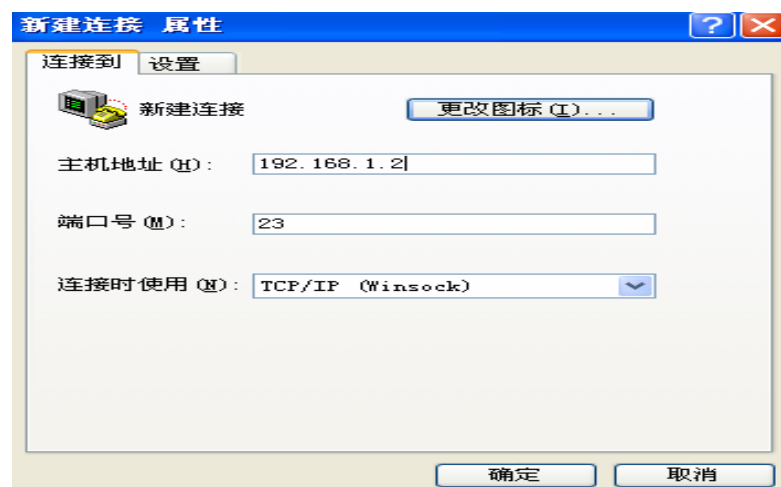 新建连接 属性
连接到 设置
新建连接 更改图标(I)...
主机地址(H): 192.168.1.2
端口号(M): 23
连接时使用(N): TCP/IP (Winsock)
确定 取消